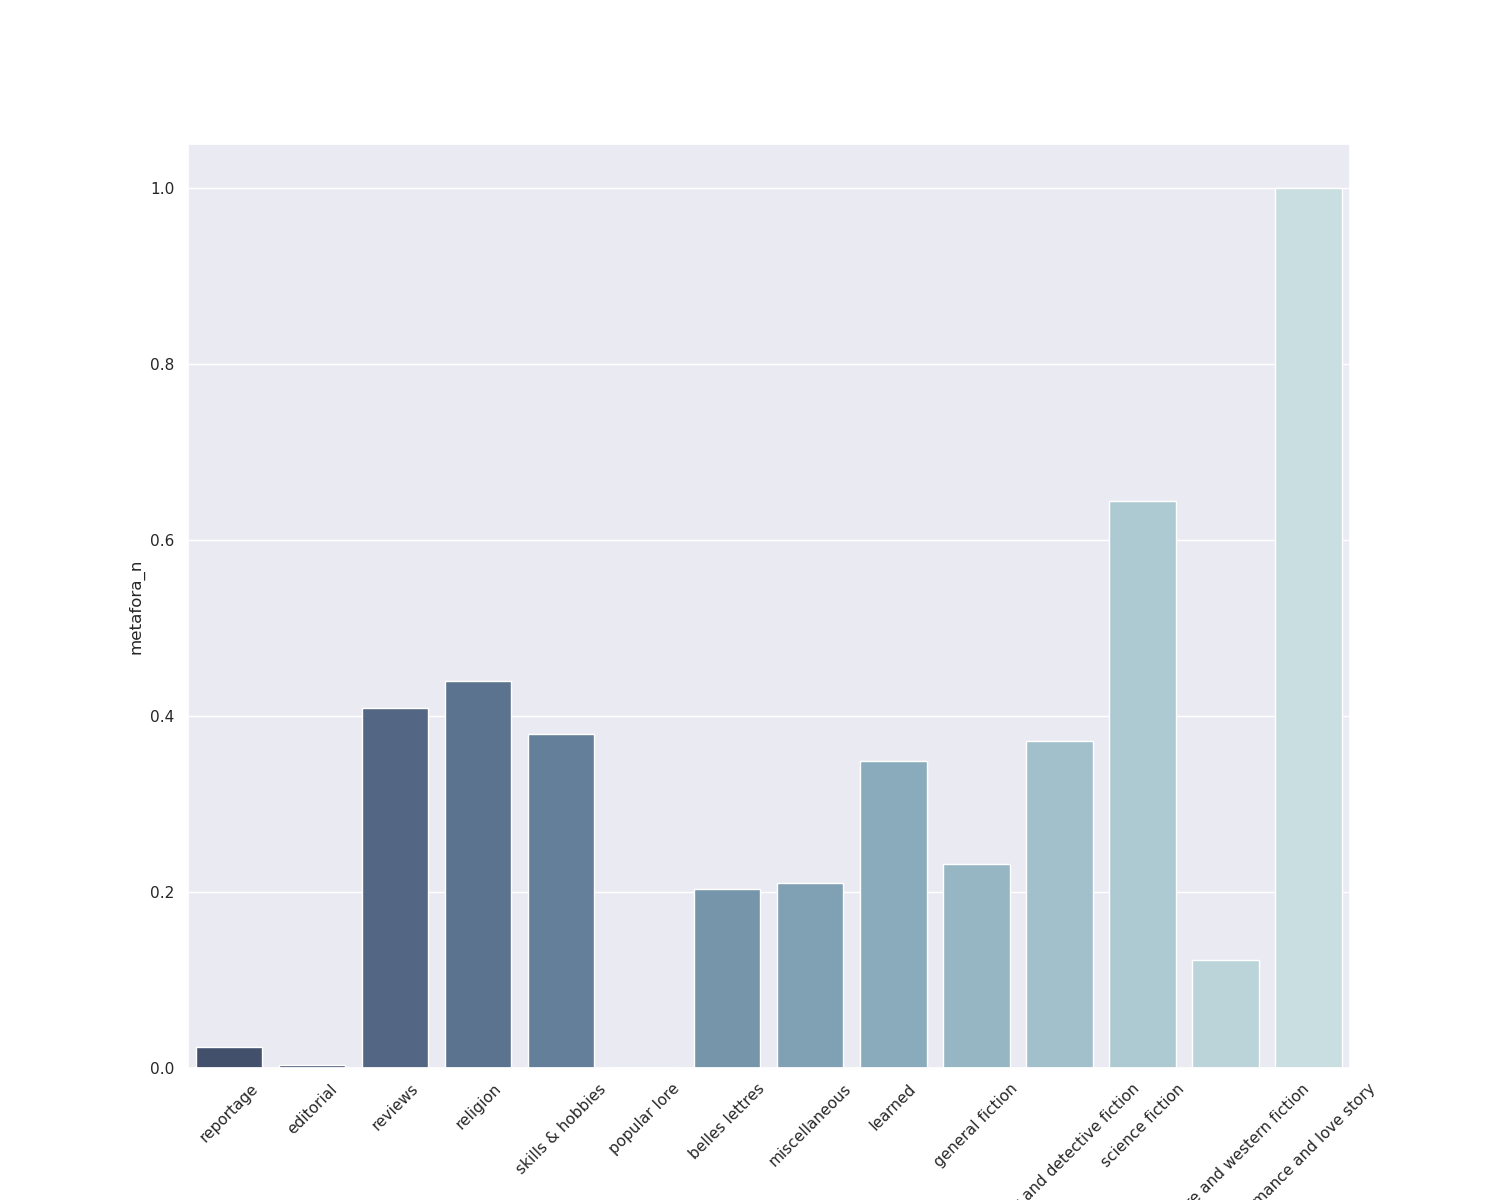 metafora_n
1.0
0.8
0.6
0.4
0.2
0.0
reportage
editorial
reviews
religion
skills & hobbies
popular lore
belles lettres
miscellaneous
learned
general fiction
and detective fiction
science fiction
and western fiction
and love story